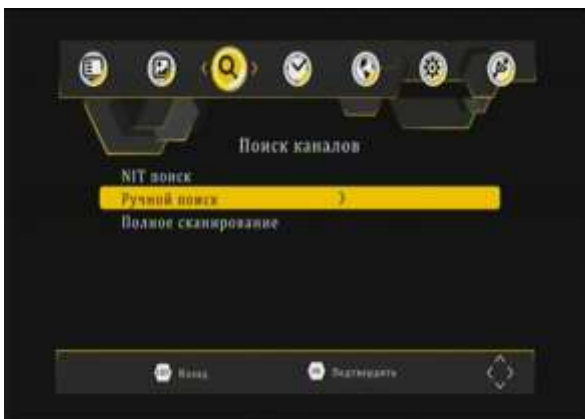 Поиск каналов
NIT поиск
Ручной поиск
Полное сканирование
Назад
Подтвердить